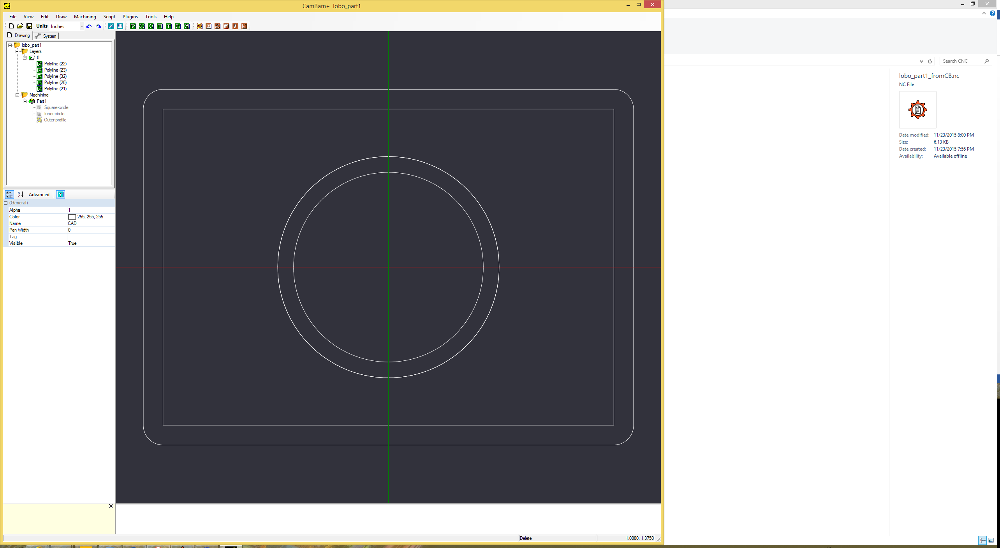 CamBam+ lobo_part1
File View Edit Draw Machining Script Plugins Tools Help
Units Inches
Drawing System
lobo_part1
Layers
0
Polyline (22)
Polyline (23)
Polyline (32)
Polyline (20)
Polyline (21)
Machining
Part1
Square-circle
Inner-circle
Outer-profile
Advanced
(General)
Alpha 1
Color 255, 255, 255
Name CAD
Pen Width 0
Tag
Visible True
Delete 1.0000, 1.3750
Search CNC
lobo_part1_fromCB.nc
NC File
Date modified: 11/23/2015 8:00 PM
Size: 6.13 KB
Date created: 11/23/2015 7:56 PM
Availability: Available offline